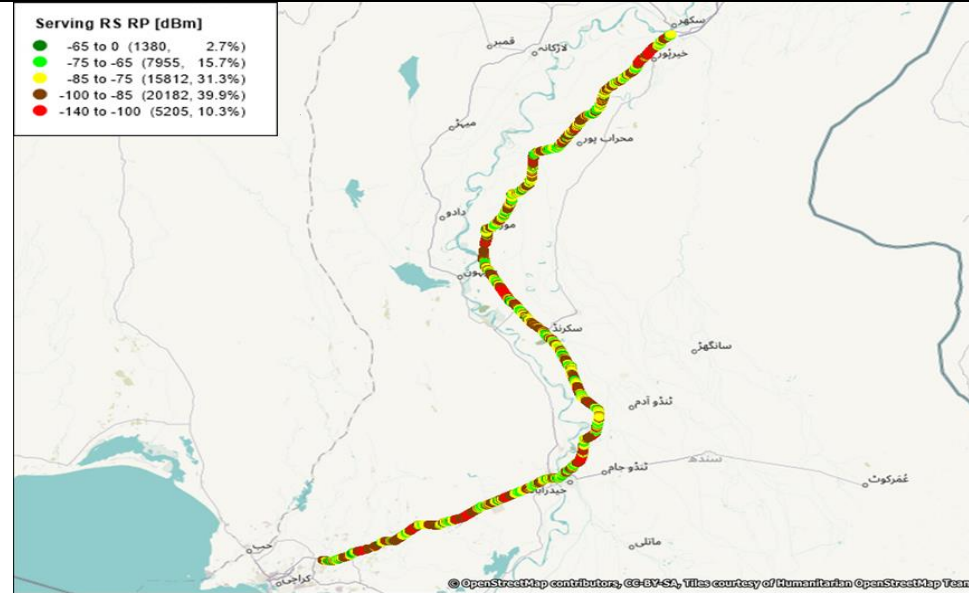 Serving RS RP [dBm]
-65 to 0 (1380, 2.7%)
-75 to -65 (7955, 15.7%)
-85 to -75 (15812, 31.3%)
-100 to -85 (20182, 39.9%)
-140 to -100 (5205, 10.3%)
سکھر
قمبر
لاڑکانہ
خیرپور
میہڑ
محراب پور
دادو
سکرنڈ
سانگھڑ
ٹنڈو آدم
سندھ
ٹنڈو جام
عُمَرکوٹ
ماتلی
حب
کراچی
© OpenStreetMap contributors, CC-BY-SA, Tiles courtesy of Humanitarian OpenStreetMap Team